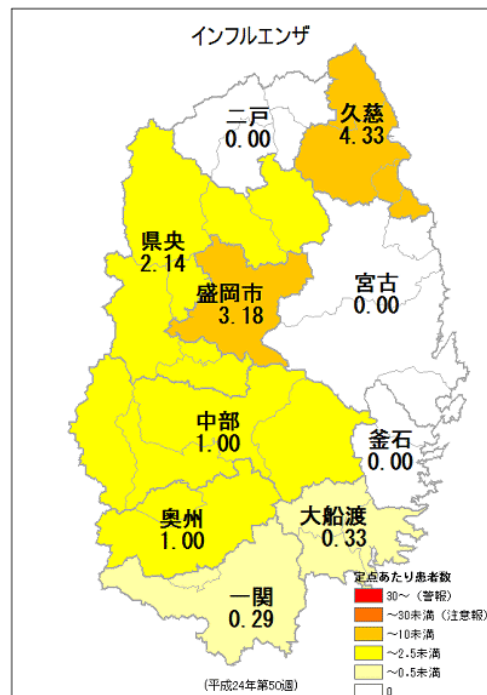 インフルエンザ
二戸
0.00
久慈
4.33
県央
2.14
盛岡市
3.18
宮古
0.00
中部
1.00
釜石
0.00
奥州
1.00
大船渡
0.33
一関
0.29
定点あたり患者数
30～（警報）
～30未満（注意報）
～10未満
～2.5未満
～0.5未満
0
(平成24年第50週)